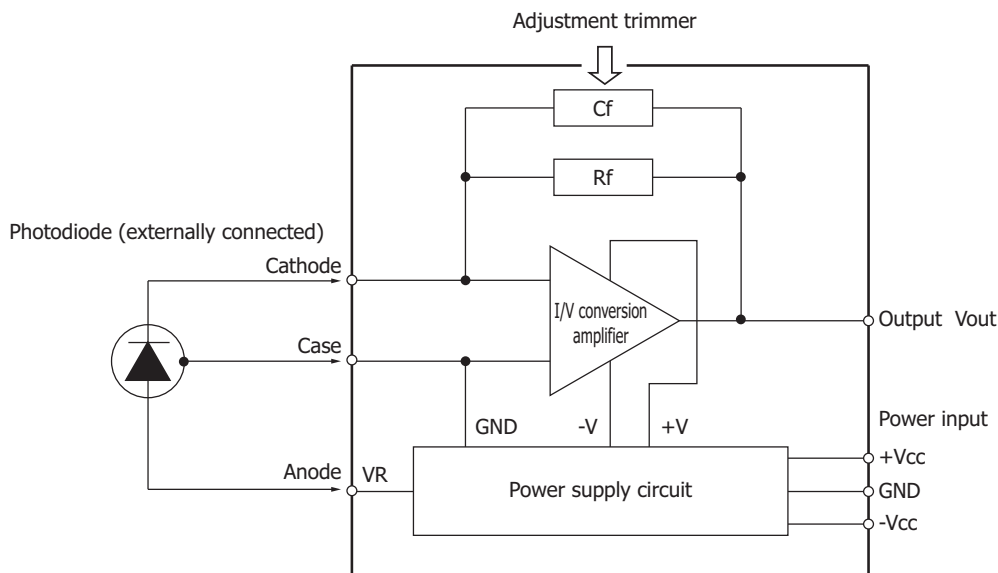 Adjustment trimmer
Cf
Rf
Photodiode (externally connected)
Cathode
I/V conversion
amplifier
Output Vout
Case
Power input
GND
-V
+V
+Vcc
Anode
VR
Power supply circuit
GND
-Vcc